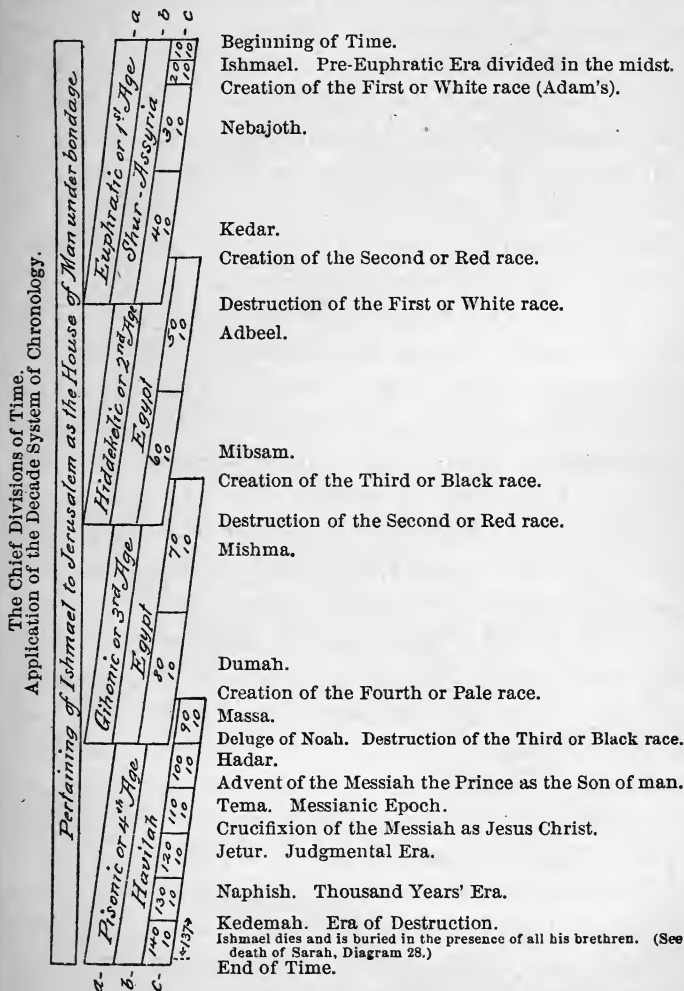 The Chief Divisions of Time.
Application of the Decade System of Chronology.
Pertaining of Ishmael to Jerusalem as the House of Man under bondage
-a
-b
-c
Euphratic or 1st Age
Shur-Assyria
10
10
20
10
10
30
10
40
10
Hiddekelic or 2nd Age
Egypt
50
10
60
10
Gihonic or 3rd Age
Egypt
70
10
80
10
Pisonic or 4th Age
Havilah
90
10
100
10
110
10
120
10
130
10
140
10
137
a-
b-
c-
Beginning of Time.
Ishmael. Pre-Euphratic Era divided in the midst.
Creation of the First or White race (Adam's).
Nebajoth.
Kedar.
Creation of the Second or Red race.
Destruction of the First or White race.
Adbeel.
Mibsam.
Creation of the Third or Black race.
Destruction of the Second or Red race.
Mishma.
Dumah.
Creation of the Fourth or Pale race.
Massa.
Deluge of Noah. Destruction of the Third or Black race.
Hadar.
Advent of the Messiah the Prince as the Son of man.
Tema. Messianic Epoch.
Crucifixion of the Messiah as Jesus Christ.
Jetur. Judgmental Era.
Naphish. Thousand Years' Era.
Kedemah. Era of Destruction.
Ishmael dies and is buried in the presence of all his brethren. (See
death of Sarah, Diagram 28.)
End of Time.